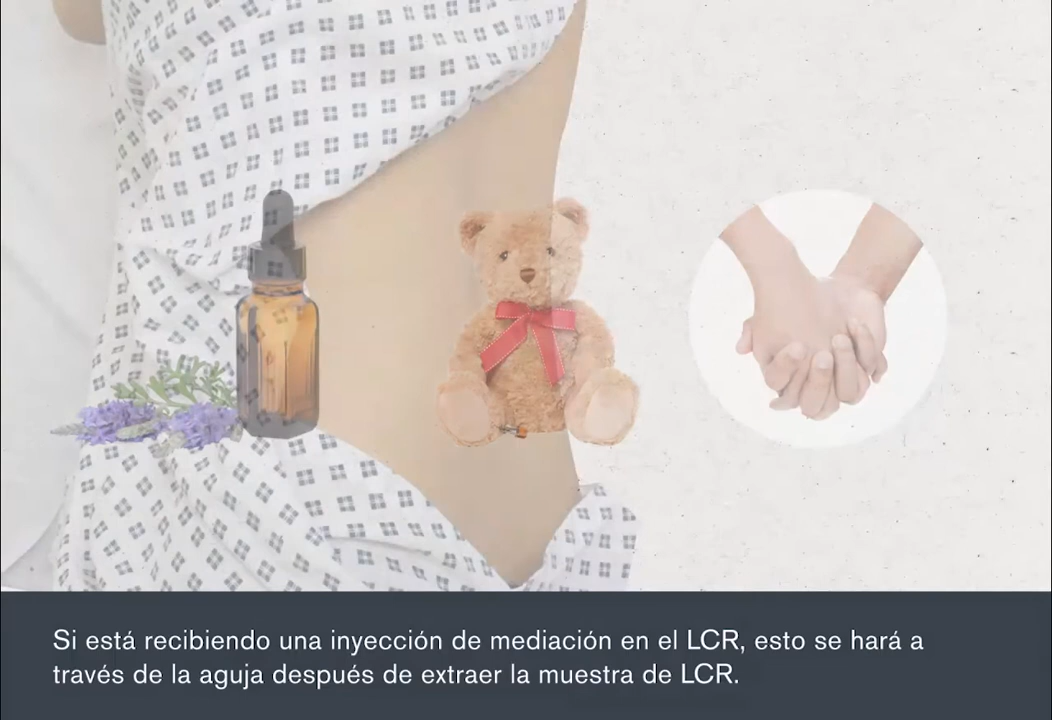 Si está recibiendo una inyección de mediación en el LCR, esto se hará a
través de la aguja después de extraer la muestra de LCR.